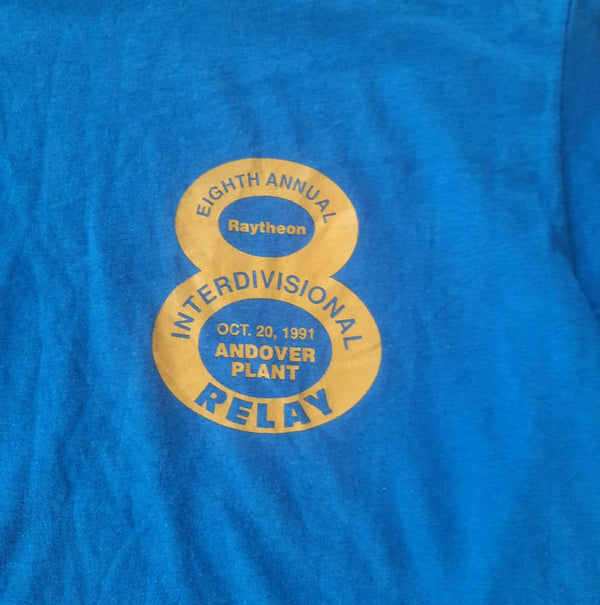 EIGHTH ANNUAL
Raytheon
INTERDIVISIONAL
OCT. 20, 1991
ANDOVER
PLANT
RELAY